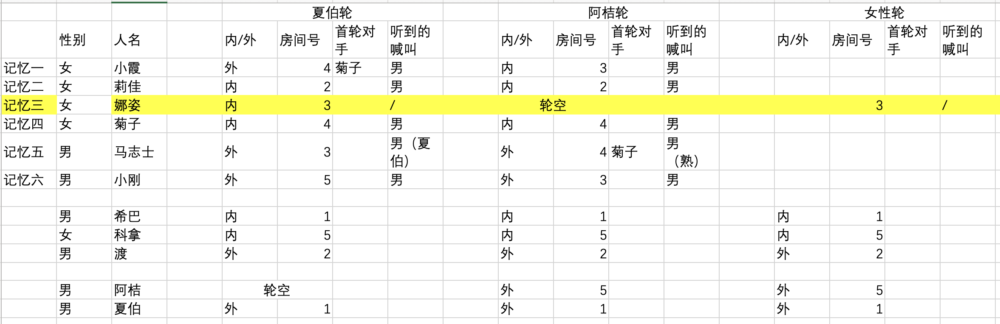 夏伯轮 阿桔轮 女性轮
性别 人名 内/外 房间号 首轮对手 听到的喊叫 内/外 房间号 首轮对手 听到的喊叫 内/外 房间号 首轮对手 听到的喊叫
记忆一 女 小霞 外 4 菊子 男 内 3 男
记忆二 女 莉佳 内 2 男 内 2 男
记忆三 女 娜姿 内 3 / 轮空 3 /
记忆四 女 菊子 内 4 男 内 4 男
记忆五 男 马志士 外 3 男（夏伯） 外 4 菊子 男（熟）
记忆六 男 小刚 外 5 男 外 3 男
男 希巴 内 1 内 1 内 1
女 科拿 内 5 内 5 内 5
男 渡 外 2 外 2 外 2
男 阿桔 轮空 外 5 外 5
男 夏伯 外 1 外 1 外 1